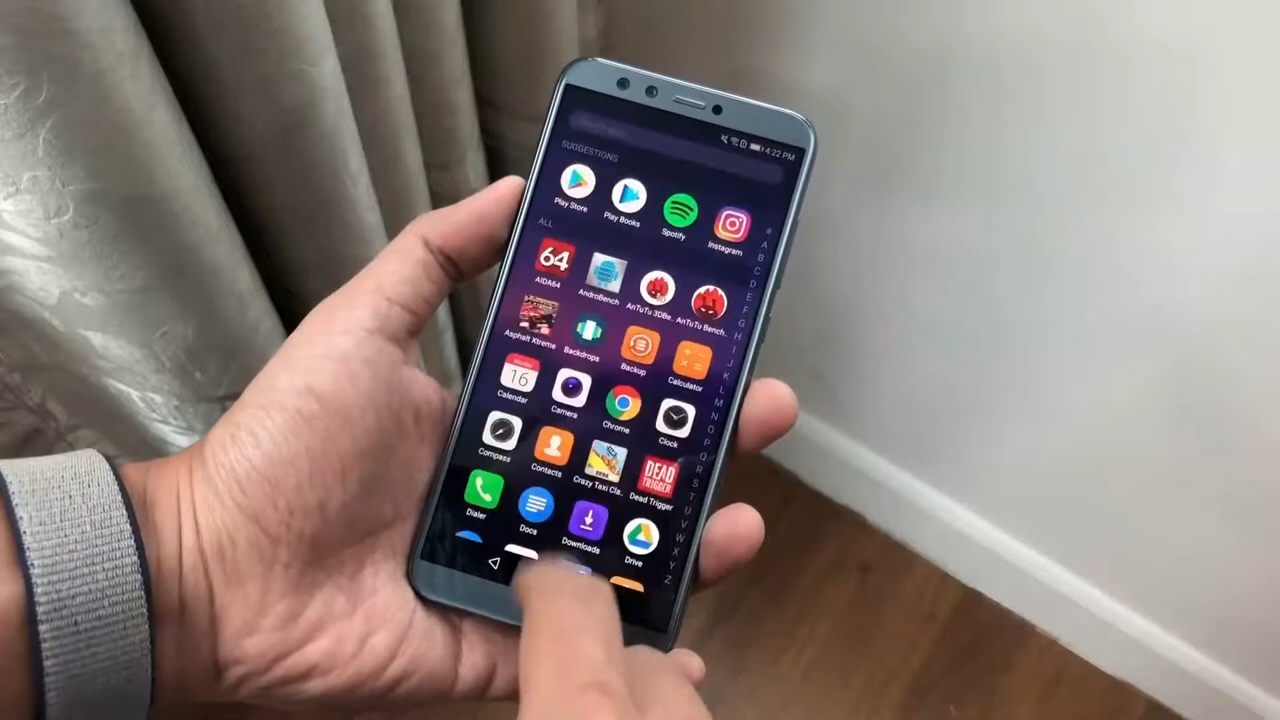 4:22 PM
SUGGESTIONS
Play Store Play Books Spotify Instagram
ALL
#
A
B
C
D
E
F
G
H
I
J
K
L
M
N
O
P
Q
R
S
T
U
V
W
X
Y
Z
64
AIDA64 AndroBench AnTuTu 3DBe.. AnTuTu Bench..
Asphalt Xtreme Backdrops Backup Calculator
Monday
16
Calendar Camera Chrome Clock
SEGA
DEAD
TRIGGER
Compass Contacts Crazy Taxi Cla.. Dead Trigger
Dialer Docs Downloads Drive